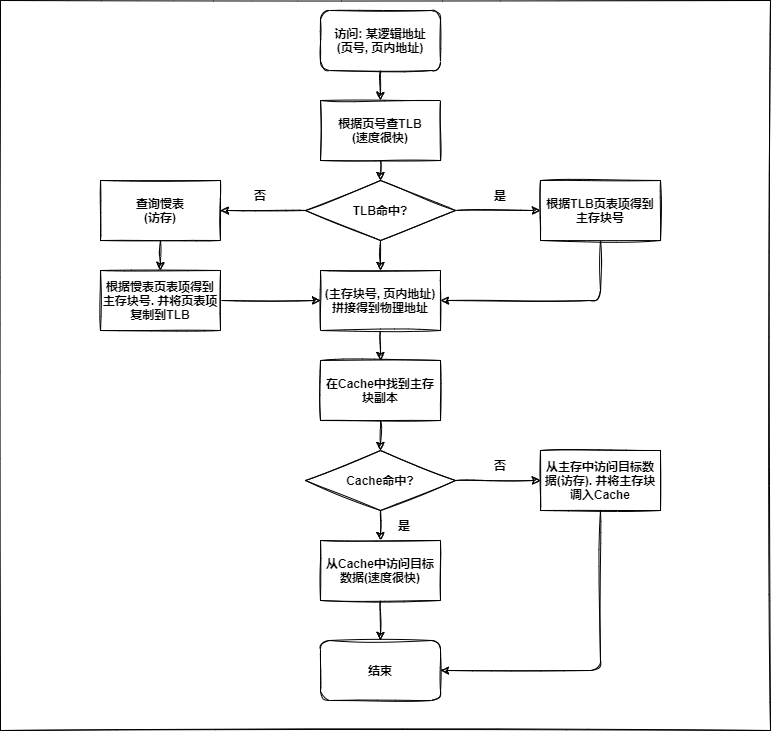 访问: 某逻辑地址
(页号, 页内地址)
根据页号查TLB
(速度很快)
TLB命中?
否
是
查询慢表
(访存)
根据TLB页表项得到
主存块号
根据慢表页表项得到
主存块号. 并将页表项
复制到TLB
(主存块号, 页内地址)
拼接得到物理地址
在Cache中找到主存
块副本
Cache命中?
否
从主存中访问目标数
据(访存). 并将主存块
调入Cache
是
从Cache中访问目标
数据(速度很快)
结束